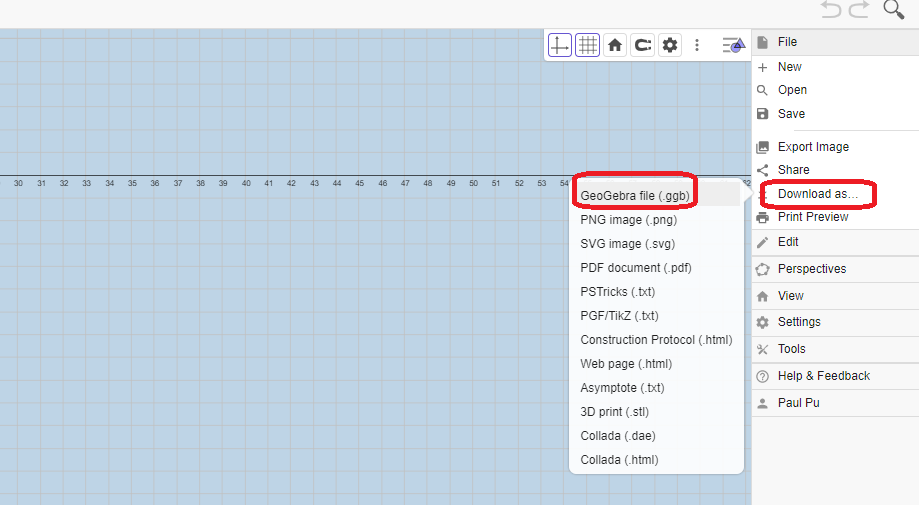 File
New
Open
Save
Export Image
Share
Download as...
Print Preview
Edit
Perspectives
View
Settings
Tools
Help & Feedback
Paul Pu
30 31 32 33 34 35 36 37 38 39 40 41 42 43 44 45 46 47 48 49 50 51 52 53 54
GeoGebra file (.ggb)
PNG image (.png)
SVG image (.svg)
PDF document (.pdf)
PSTricks (.txt)
PGF/TikZ (.txt)
Construction Protocol (.html)
Web page (.html)
Asymptote (.txt)
3D print (.stl)
Collada (.dae)
Collada (.html)